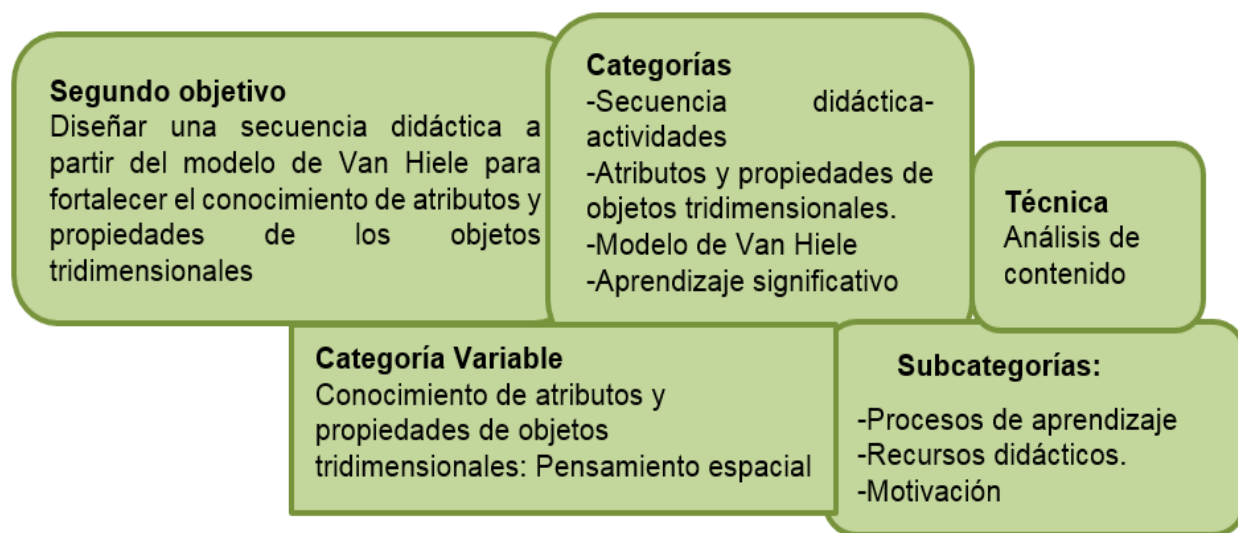 Segundo objetivo
Diseñar una secuencia didáctica a
partir del modelo de Van Hiele para
fortalecer el conocimiento de atributos y
propiedades de los objetos
tridimensionales
Categorías
-Secuencia didáctica-
actividades
-Atributos y propiedades de
objetos tridimensionales.
-Modelo de Van Hiele
-Aprendizaje significativo
Técnica
Análisis de
contenido
Categoría Variable
Conocimiento de atributos y
propiedades de objetos
tridimensionales: Pensamiento espacial
Subcategorías:
-Procesos de aprendizaje
-Recursos didácticos.
-Motivación